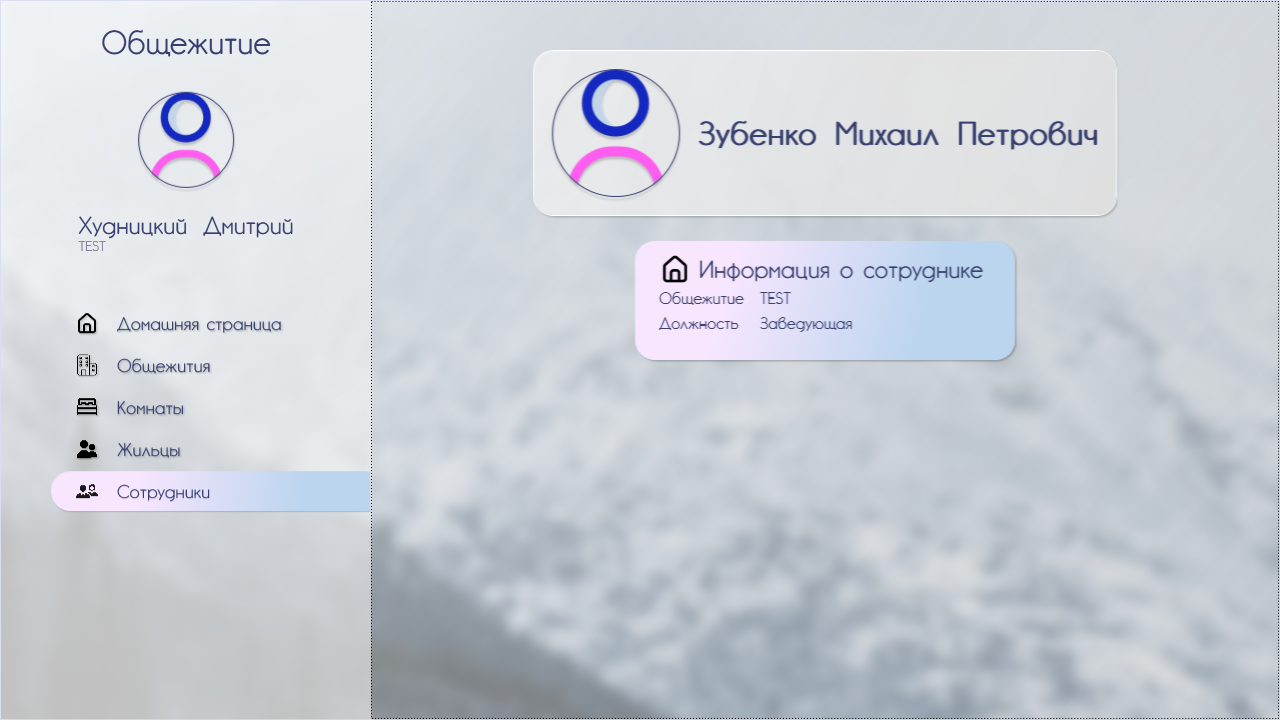 Общежитие
Худницкий Дмитрий
TEST
Домашняя страница
Общежития
Комнаты
Жильцы
Сотрудники
Зубенко Михаил Петрович
Информация о сотруднике
Общежитие TEST
Должность Заведующая